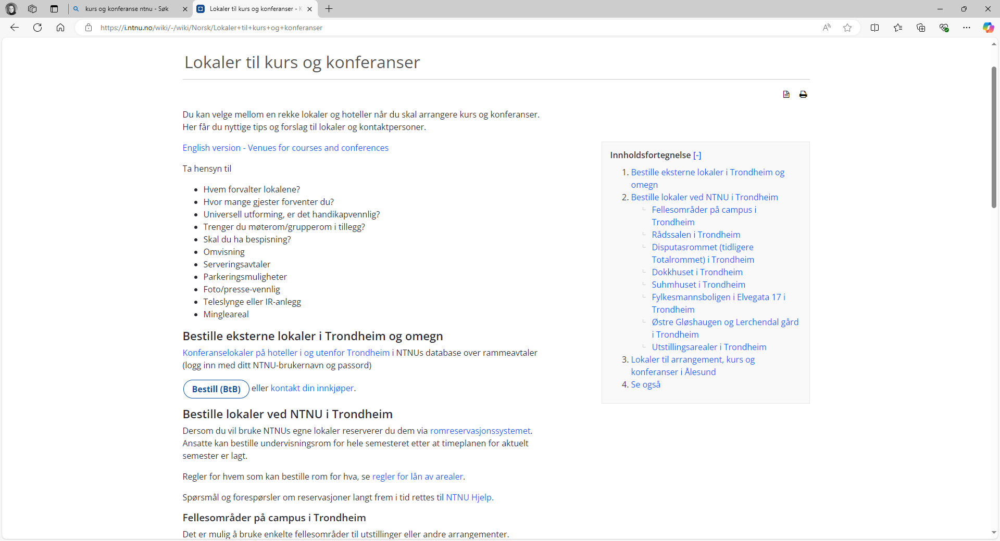 kurs og konferanse ntnu - Søk
Lokaler til kurs og konferanser - K
https://i.ntnu.no/wiki/-/wiki/Norsk/Lokaler+til+kurs+og+konferanser
Lokaler til kurs og konferanser
Du kan velge mellom en rekke lokaler og hoteller når du skal arrangere kurs og konferanser.
Her får du nyttige tips og forslag til lokaler og kontaktpersoner.
English version - Venues for courses and conferences
Ta hensyn til
Hvem forvalter lokalene?
Hvor mange gjester forventer du?
Universell utforming, er det handikapvennlig?
Trenger du møterom/grupperom i tillegg?
Skal du ha bespisning?
Omvisning
Serveringsavtaler
Parkeringsmuligheter
Foto/presse-vennlig
Teleslynge eller IR-anlegg
Mingleareal
Bestille eksterne lokaler i Trondheim og omegn
Konferanselokaler på hoteller i og utenfor Trondheim i NTNUs database over rammeavtaler
(logg inn med ditt NTNU-brukernavn og passord)
Bestill (BtB) eller kontakt din innkjøper.
Bestille lokaler ved NTNU i Trondheim
Dersom du vil bruke NTNUs egne lokaler reserverer du dem via romreservasjonssystemet.
Ansatte kan bestille undervisningsrom for hele semesteret etter at timeplanen for aktuelt
semester er lagt.
Regler for hvem som kan bestille rom for hva, se regler for lån av arealer.
Spørsmål og forespørsler om reservasjoner langt frem i tid rettes til NTNU Hjelp.
Fellesområder på campus i Trondheim
Det er mulig å bruke enkelte fellesområder til utstillinger eller andre arrangementer.
Innholdsfortegnelse [-]
1. Bestille eksterne lokaler i Trondheim og
omegn
2. Bestille lokaler ved NTNU i Trondheim
Fellesområder på campus i
Trondheim
Rådssalen i Trondheim
Disputasrommet (tidligere
Totalrommet) i Trondheim
Dokkhuset i Trondheim
Suhmhuset i Trondheim
Fylkesmannsboligen i Elvegata 17 i
Trondheim
Østre Gløshaugen og Lerchendal gård
i Trondheim
Utstillingsarealer i Trondheim
3. Lokaler til arrangement, kurs og
konferanser i Ålesund
4. Se også